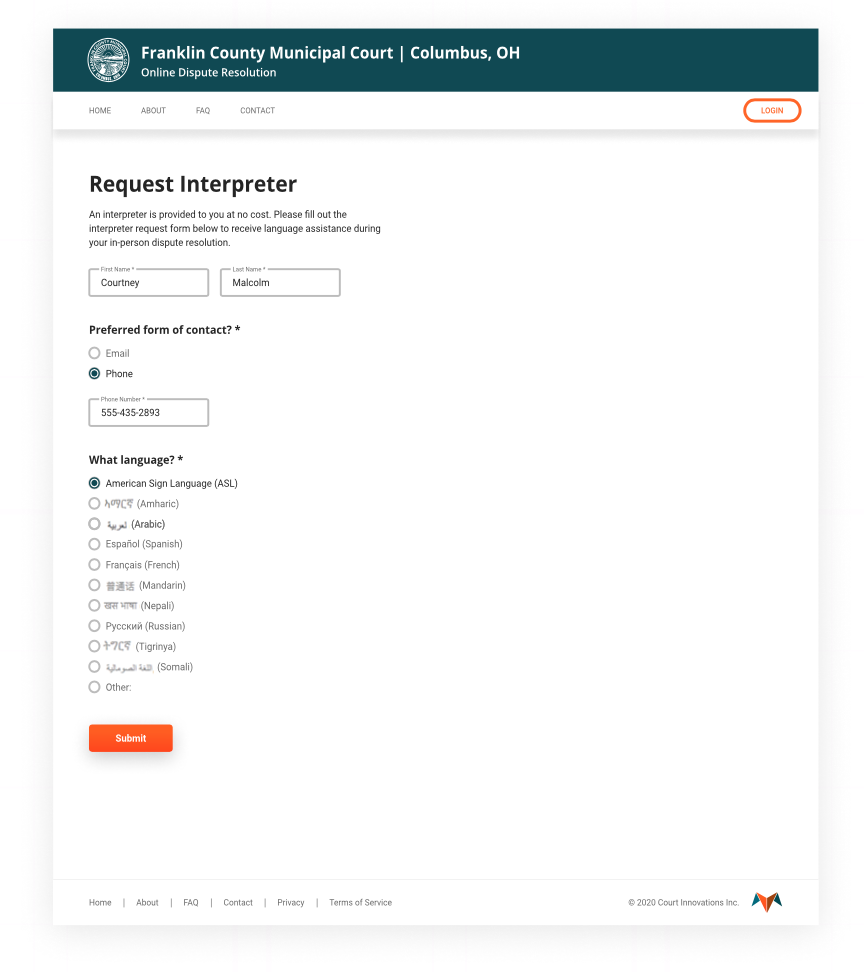 Franklin County Municipal Court | Columbus, OH
Online Dispute Resolution
HOME ABOUT FAQ CONTACT LOGIN
Request Interpreter
An interpreter is provided to you at no cost. Please fill out the
interpreter request form below to receive language assistance during
your in-person dispute resolution.
First Name * Last Name *
Courtney Malcolm
Preferred form of contact? *
Email
Phone
Phone Number *
555-435-2893
What language? *
American Sign Language (ASL)
ኣማርኛ (Amharic)
لعربية (Arabic)
Español (Spanish)
Français (French)
普通话 (Mandarin)
खस भाषा (Nepali)
Русский (Russian)
ትግርኛ (Tigrinya)
اللغة الصومالية (Somali)
Other:
Submit
Home | About | FAQ | Contact | Privacy | Terms of Service © 2020 Court Innovations Inc.